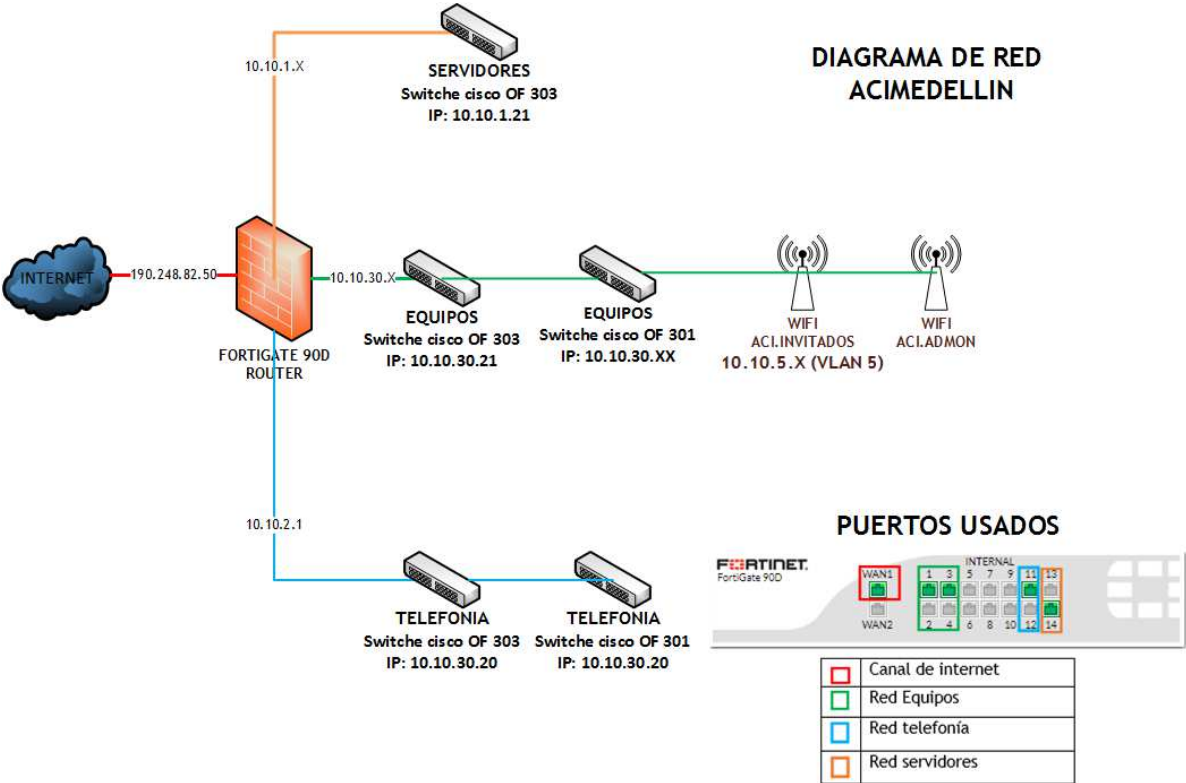 DIAGRAMA DE RED
ACIMEDELLIN
10.10.1.X
SERVIDORES
Switche cisco OF 303
IP: 10.10.1.21
INTERNET
190.248.82.50
FORTIGATE 90D
ROUTER
10.10.30.X
EQUIPOS
Switche cisco OF 303
IP: 10.10.30.21
EQUIPOS
Switche cisco OF 301
IP: 10.10.30.XX
WIFI
ACI.INVITADOS
10.10.5.X (VLAN 5)
WIFI
ACI.ADMON
10.10.2.1
TELEFONIA
Switche cisco OF 303
IP: 10.10.30.20
TELEFONIA
Switche cisco OF 301
IP: 10.10.30.20
PUERTOS USADOS
FORTINET.
FortiGate 90D
INTERNAL
WAN1 1 3 5 7 9 11 13
WAN2 2 4 6 8 10 12 14
Canal de internet
Red Equipos
Red telefonía
Red servidores